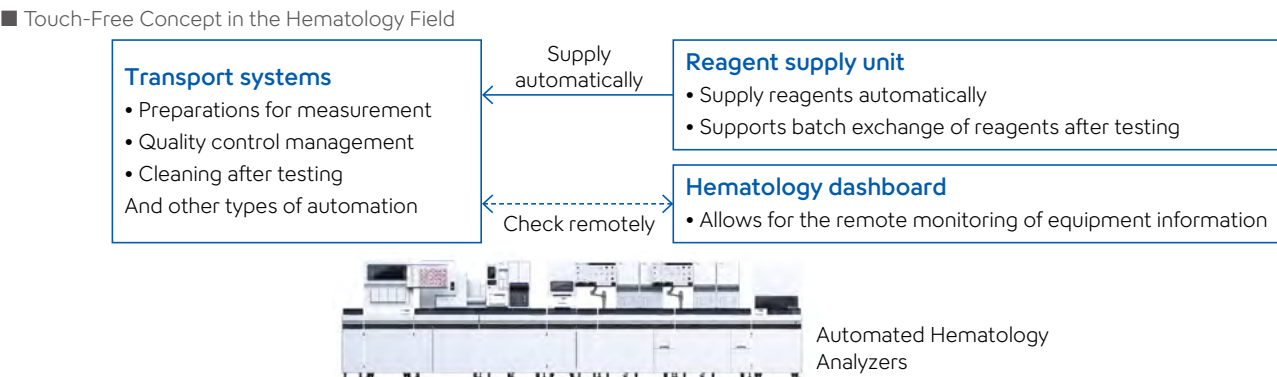 ■ Touch-Free Concept in the Hematology Field
Transport systems
• Preparations for measurement
• Quality control management
• Cleaning after testing
And other types of automation
Supply
automatically
Reagent supply unit
• Supply reagents automatically
• Supports batch exchange of reagents after testing
Check remotely
Hematology dashboard
• Allows for the remote monitoring of equipment information
Automated Hematology
Analyzers